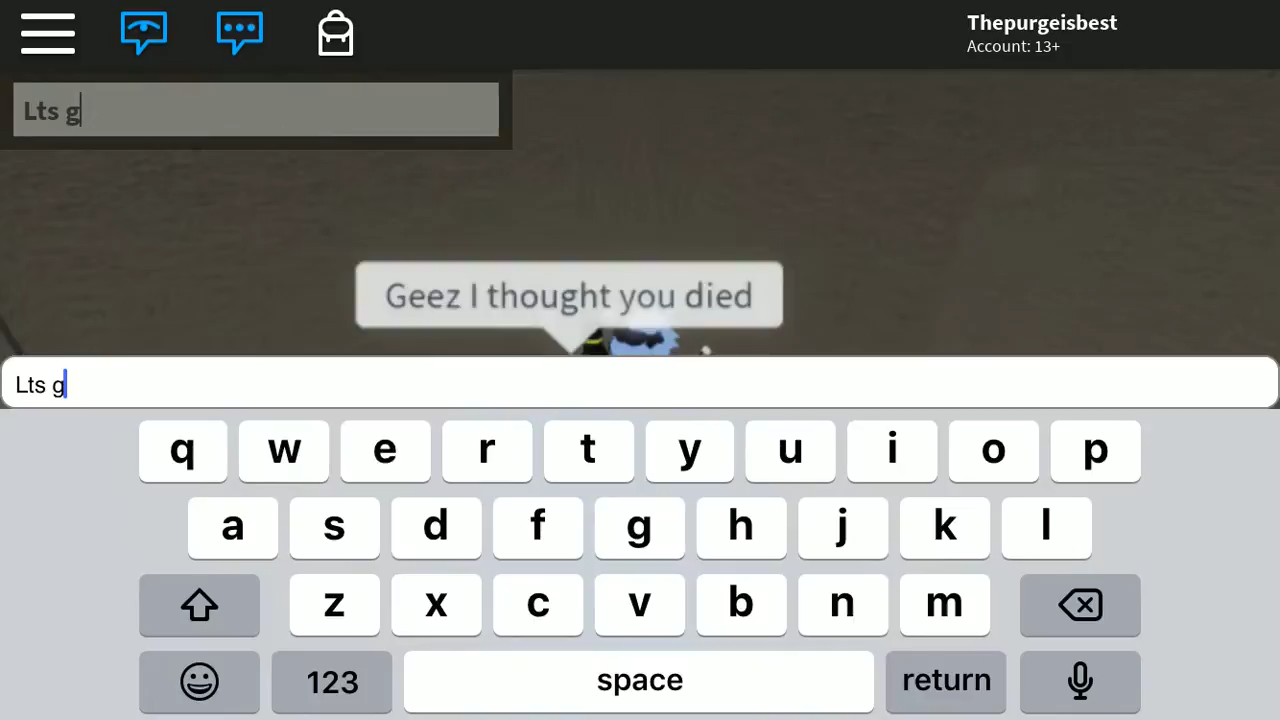 Thepurgeisbest
Account: 13+
Lts g
Geez I thought you died
Lts g
q w e r t y u i o p
a s d f g h j k l
z x c v b n m
123 space return